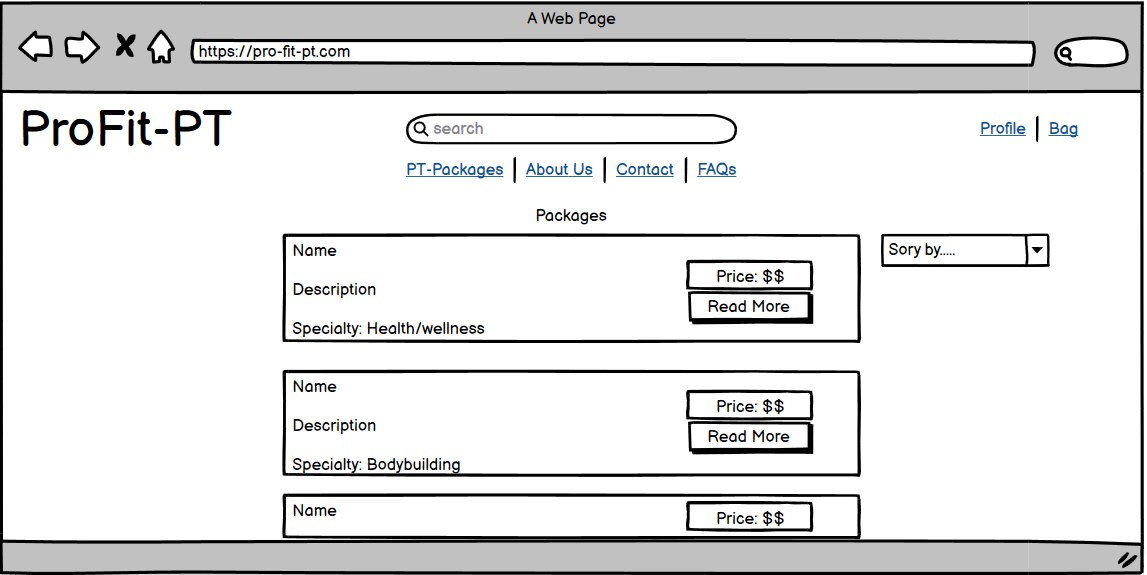 A Web Page
https://pro-fit-pt.com
ProFit-PT
search
Profile
Bag
PT-Packages
About Us
Contact
FAQs
Packages
Sory by.....
Name
Price: $$
Description
Read More
Specialty: Health/wellness
Name
Price: $$
Description
Read More
Specialty: Bodybuilding
Name
Price: $$